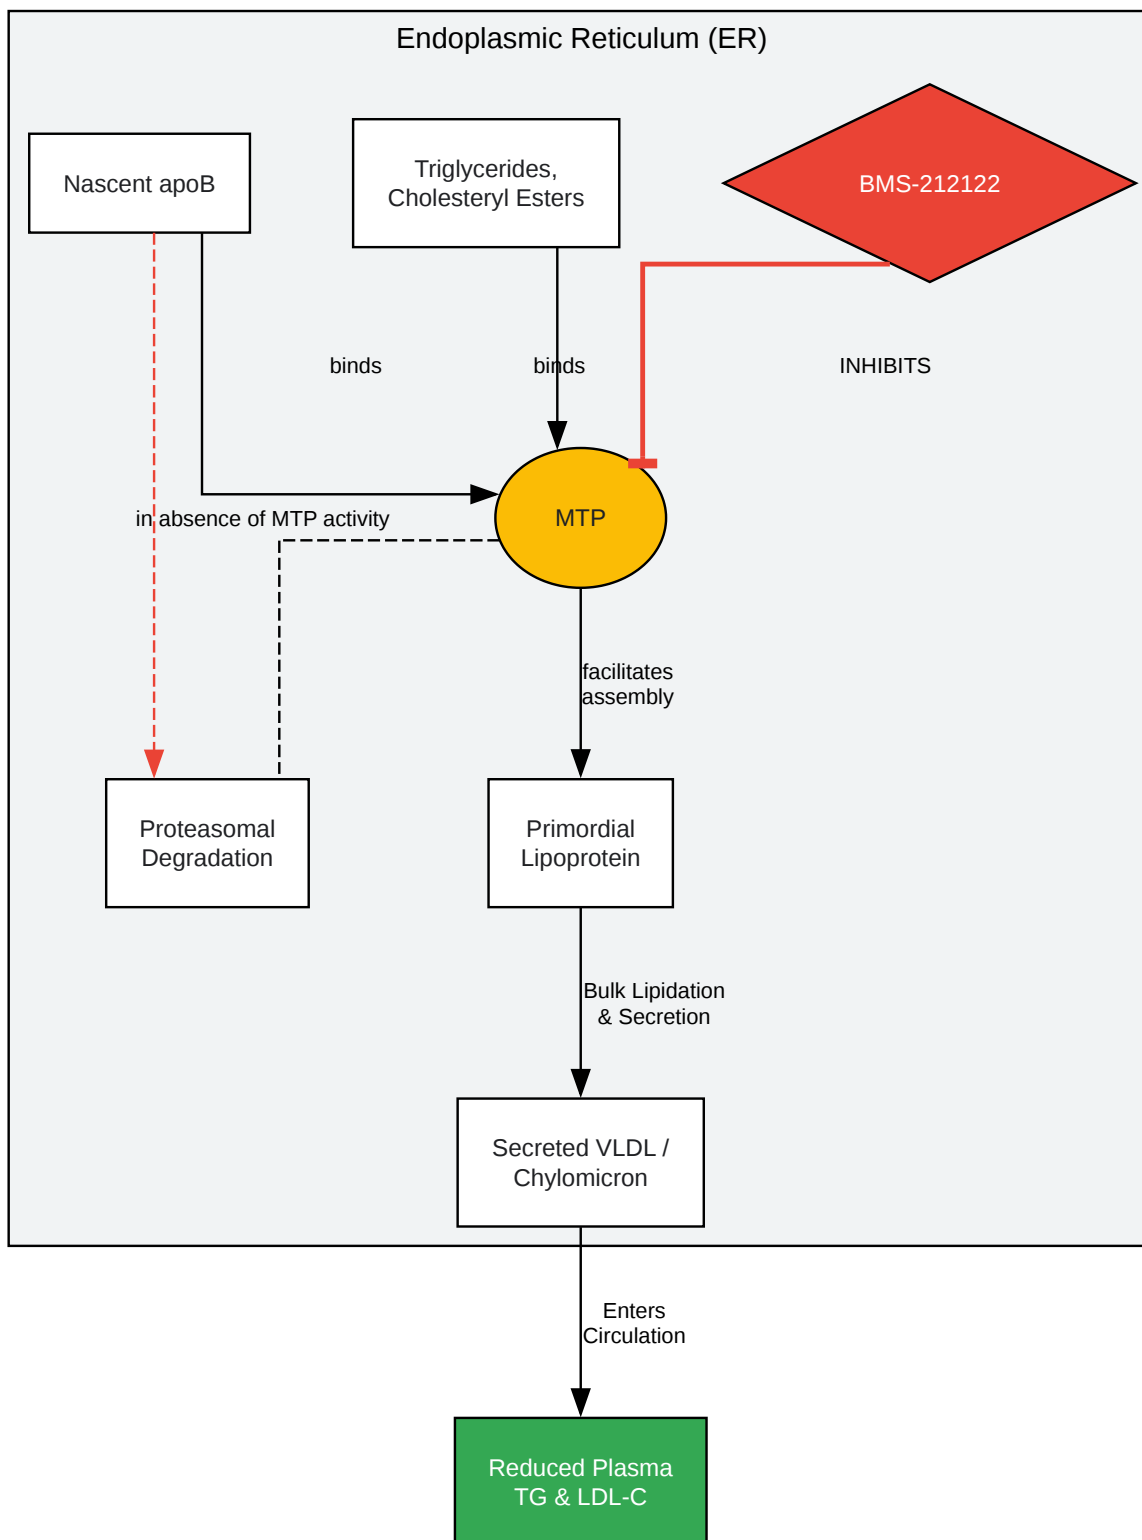 Endoplasmic Reticulum (ER)
Nascent apoB
Triglycerides,
Cholesteryl Esters
BMS-212122
binds
binds
INHIBITS
in absence of MTP activity
MTP
facilitates
assembly
Proteasomal
Degradation
Primordial
Lipoprotein
Bulk Lipidation
& Secretion
Secreted VLDL /
Chylomicron
Enters
Circulation
Reduced Plasma
TG & LDL-C